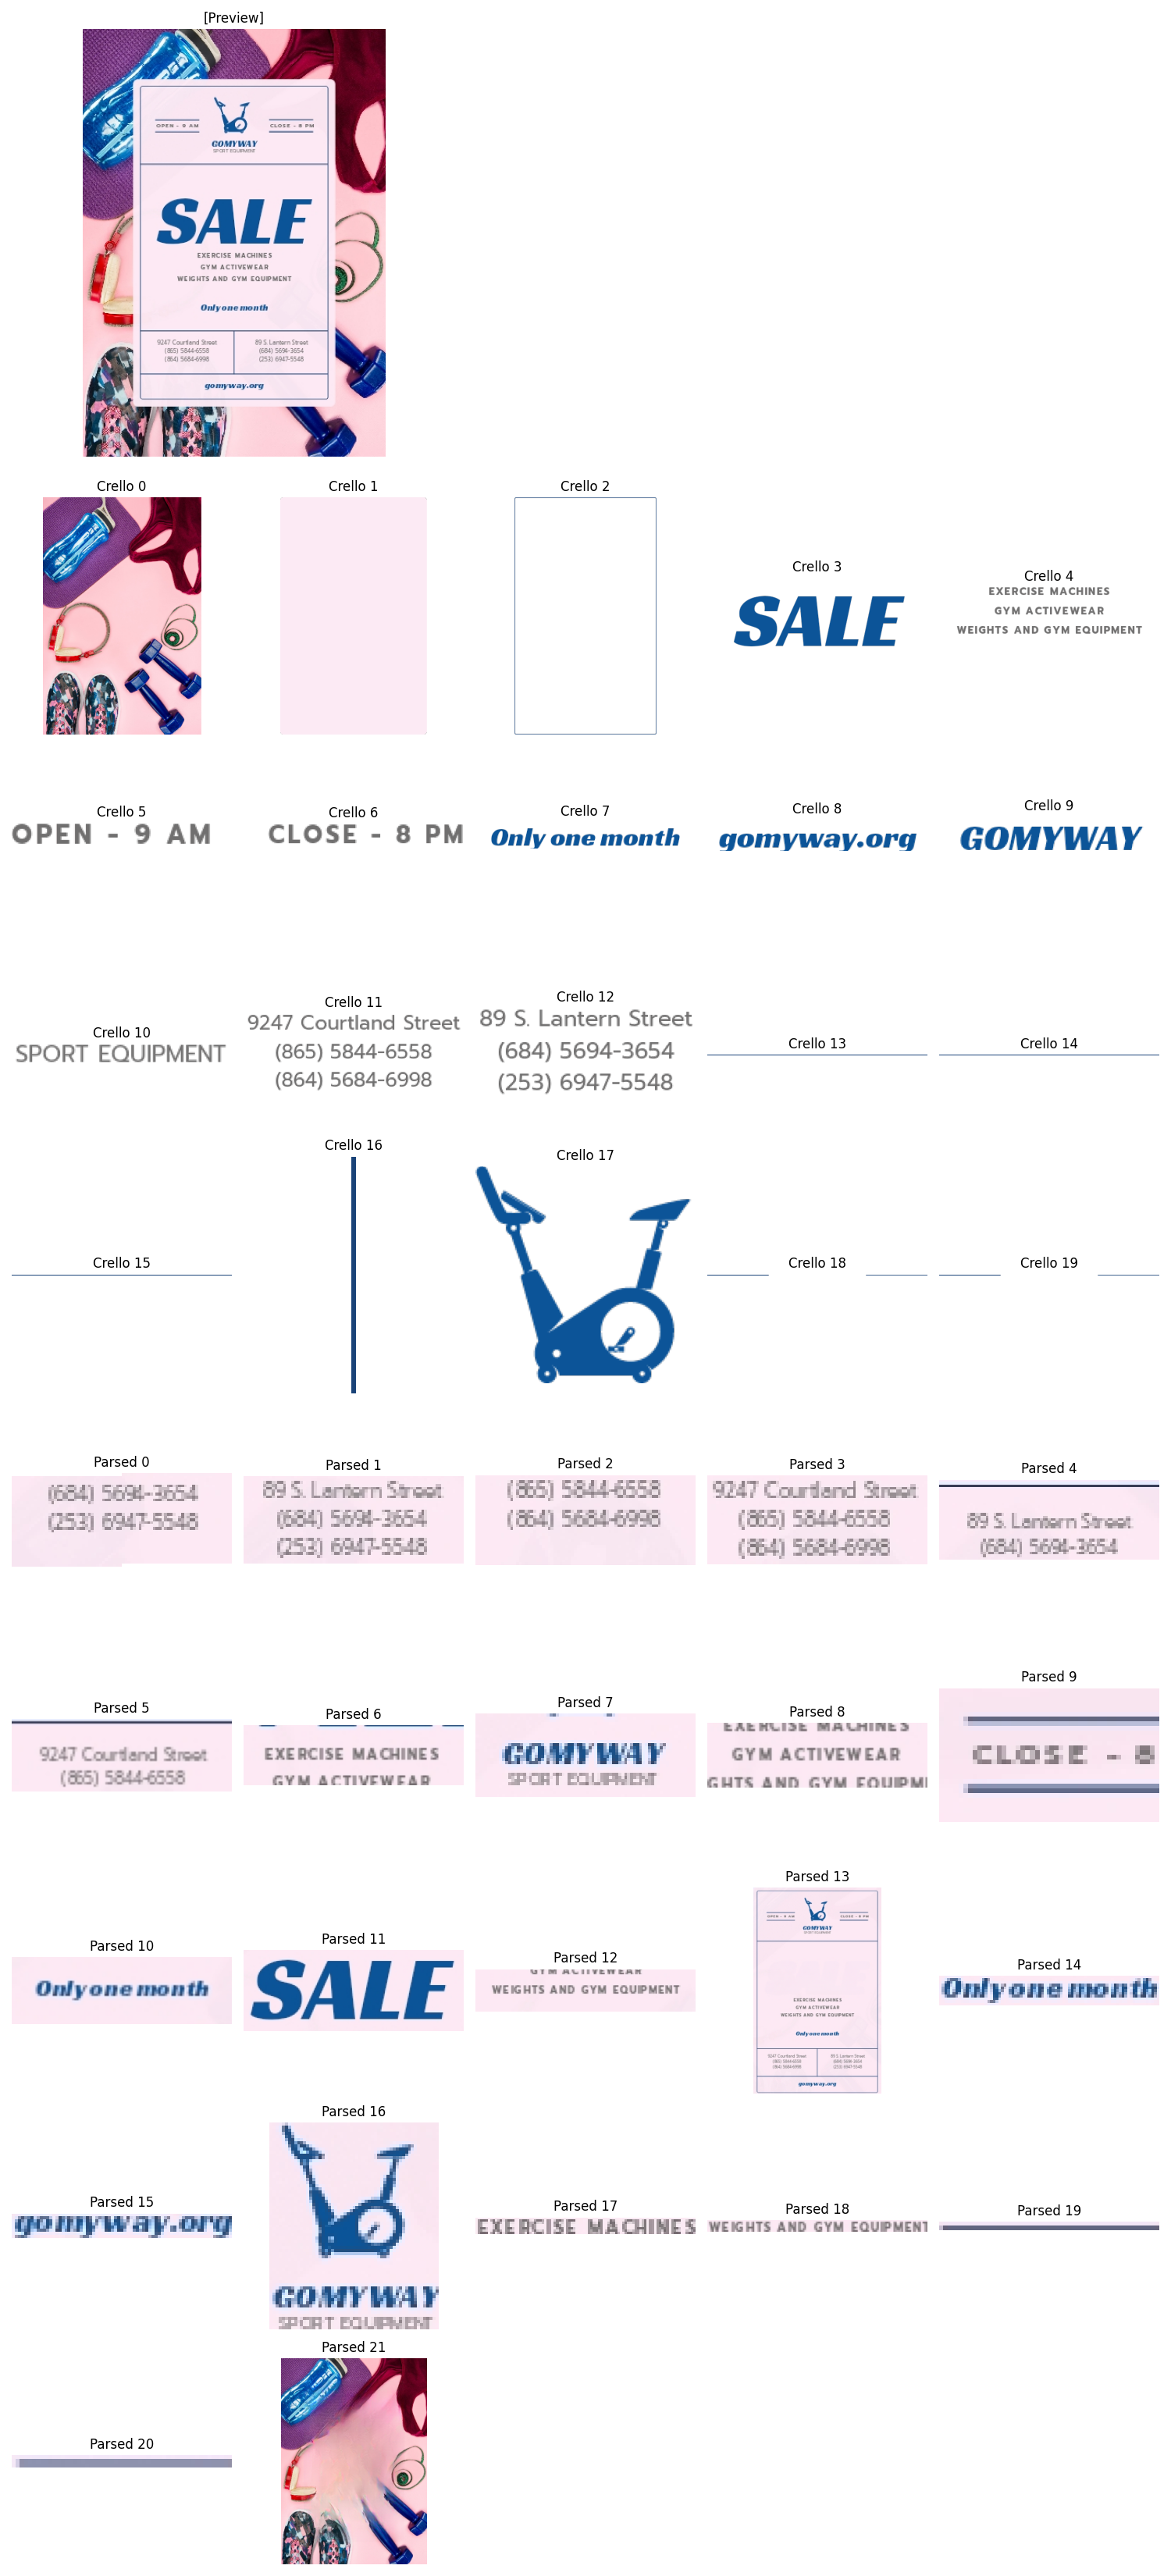 [Preview]
OPEN - 9 AM
CLOSE - 8 PM
GOMYWAY
SPORT EQUIPMENT
SALE
EXERCISE MACHINES
GYM ACTIVEWEAR
WEIGHTS AND GYM EQUIPMENT
Only one month
9247 Courtland Street
(865) 5844-6558
(864) 5684-6998
89 S. Lantern Street
(684) 5694-3654
(253) 6947-5548
gomyway.org
Crello 0
Crello 1
Crello 2
Crello 3
Crello 4
SALE
EXERCISE MACHINES
GYM ACTIVEWEAR
WEIGHTS AND GYM EQUIPMENT
Crello 5
Crello 6
Crello 7
Crello 8
Crello 9
OPEN - 9 AM
CLOSE - 8 PM
Only one month
gomyway.org
GOMYWAY
Crello 10
Crello 11
Crello 12
Crello 13
Crello 14
SPORT EQUIPMENT
9247 Courtland Street
(865) 5844-6558
(864) 5684-6998
89 S. Lantern Street
(684) 5694-3654
(253) 6947-5548
Crello 15
Crello 16
Crello 17
Crello 18
Crello 19
Parsed 0
Parsed 1
Parsed 2
Parsed 3
Parsed 4
(684) 5694-3654
(253) 6947-5548
89 S. Lantern Street
(684) 5694-3654
(253) 6947-5548
(865) 5844-6558
(864) 5684-6998
9247 Courtland Street
(865) 5844-6558
(864) 5684-6998
89 S. Lantern Street
(684) 5694-3654
Parsed 5
Parsed 6
Parsed 7
Parsed 8
Parsed 9
9247 Courtland Street
(865) 5844-6558
EXERCISE MACHINES
GYM ACTIVEWEAR
GOMYWAY
SPORT EQUIPMENT
EXERCISE MACHINES
GYM ACTIVEWEAR
GHTS AND GYM EQUIPM
CLOSE - 8
Parsed 10
Parsed 11
Parsed 12
Parsed 13
Parsed 14
Only one month
SALE
GYM ACTIVEWEAR
WEIGHTS AND GYM EQUIPMENT
OPEN - 9 AM
CLOSE - 8 PM
GOMYWAY
SPORT EQUIPMENT
EXERCISE MACHINES
GYM ACTIVEWEAR
WEIGHTS AND GYM EQUIPMENT
Only one month
9247 Courtland Street
(865) 5844-6558
(864) 5684-6998
89 S. Lantern Street
(684) 5694-3654
(253) 6947-5548
gomyway.org
Only one month
Parsed 15
Parsed 16
Parsed 17
Parsed 18
Parsed 19
gomyway.org
GOMYWAY
SPORT EQUIPMENT
EXERCISE MACHINES
WEIGHTS AND GYM EQUIPMENT
Parsed 20
Parsed 21